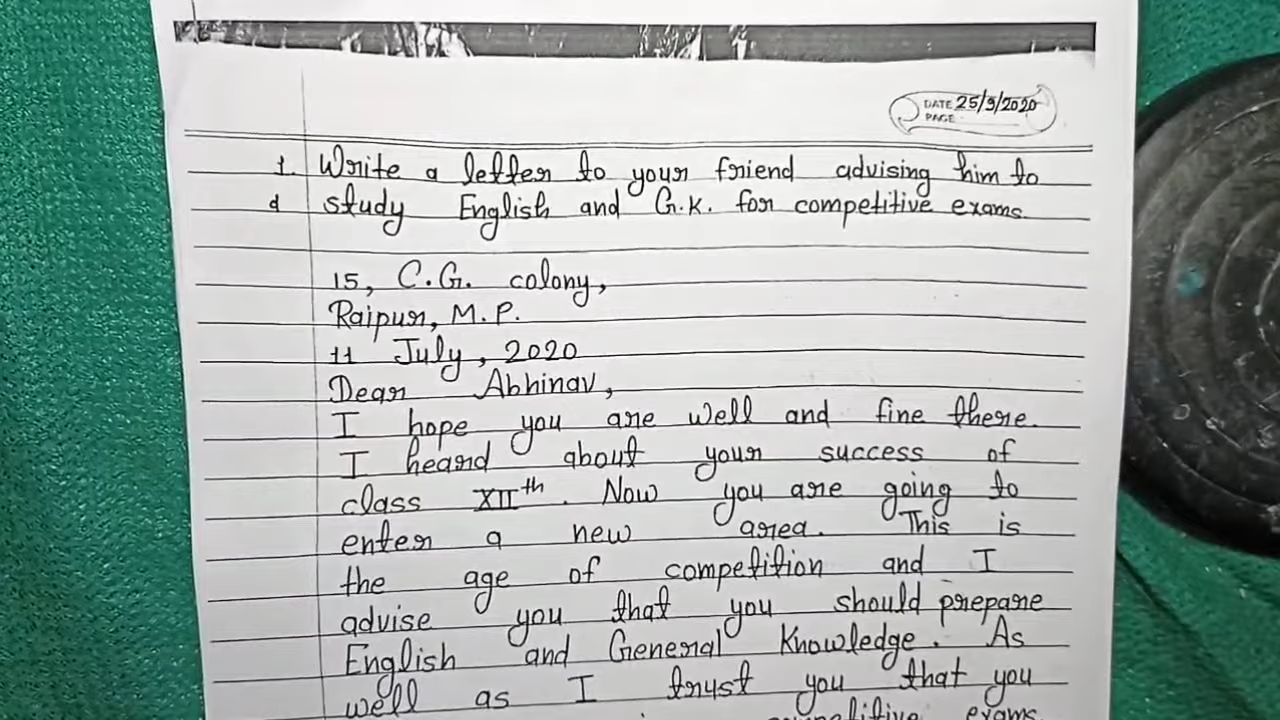 DATE 25/9/2020
PAGE
1. Write a letter to your friend advising him to
d study English and G.K. for competitive exams.
15, C.G. colony,
Raipur, M.P.
11 July, 2020
Dear Abhinav,
I hope you are well and fine there.
I heard about your success of
class XIIth. Now you are going to
enter a new area. This is
the age of competition and I
advise you that you should prepare
English and General Knowledge. As
well as I trust you that you
competitive exams